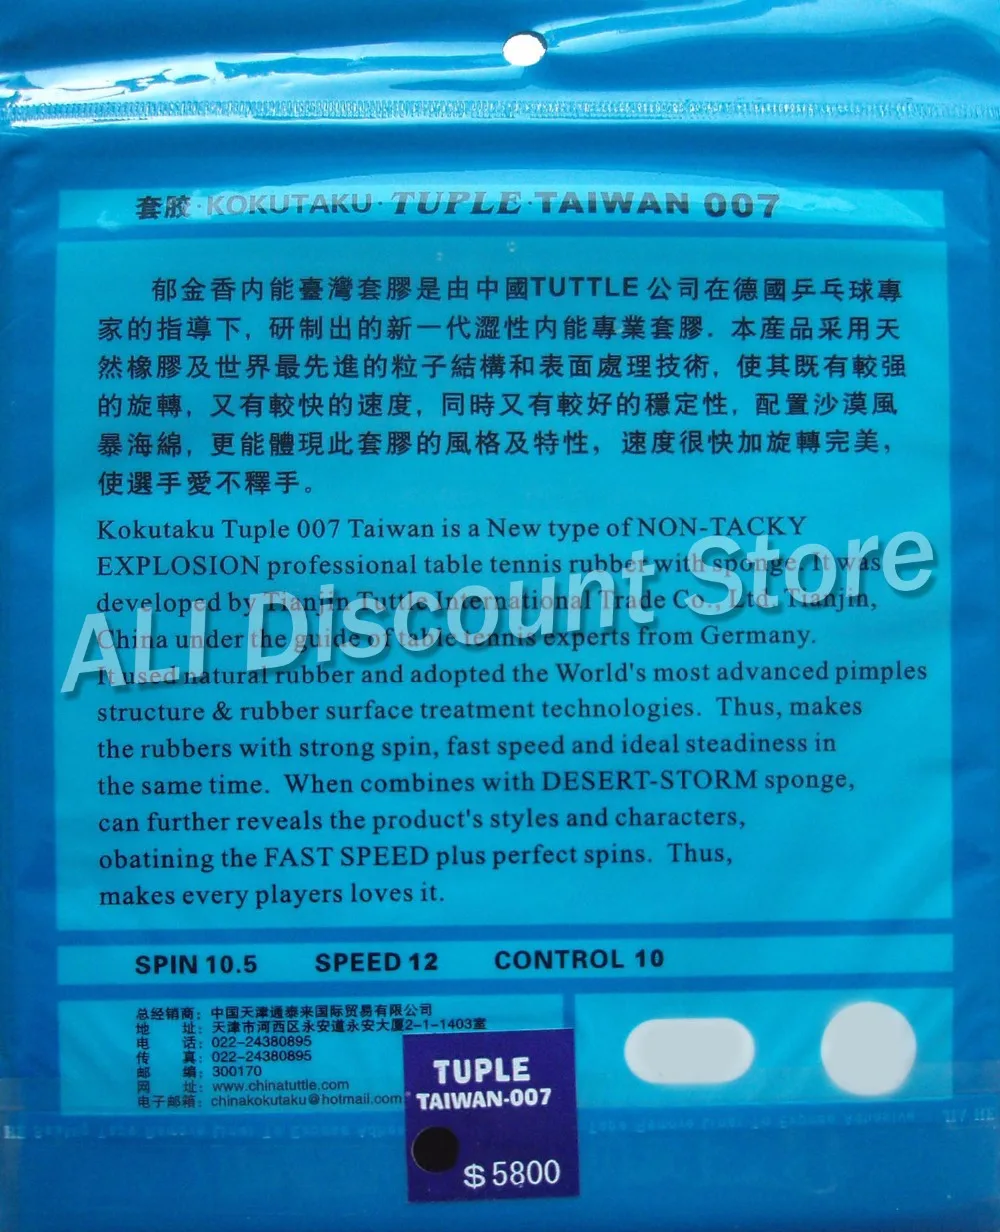 套胶·KOKUTAKU·TUPLE·TAIWAN 007
郁金香内能臺灣套膠是由中國TUTTLE公司在德國乒乓球專
家的指導下，研制出的新一代澀性内能專業套膠．本産品采用天
然橡膠及世界最先進的粒子結構和表面處理技術，使其既有較强
的旋轉，又有較快的速度，同時又有較好的穩定性，配置沙漠風
暴海綿，更能體現此套膠的風格及特性，速度很快加旋轉完美，
使選手愛不釋手。
Kokutaku Tuple 007 Taiwan is a New type of NON-TACKY
EXPLOSION professional table tennis rubber with sponge. It was
developed by Tianjin Tuttle International Trade Co., Ltd. Tianjin,
China under the guide of table tennis experts from Germany.
It used natural rubber and adopted the World's most advanced pimples
structure & rubber surface treatment technologies. Thus, makes
the rubbers with strong spin, fast speed and ideal steadiness in
the same time. When combines with DESERT-STORM sponge,
can further reveals the product's styles and characters,
obatining the FAST SPEED plus perfect spins. Thus,
makes every players loves it.
ALI Discount Store
SPIN 10.5 SPEED 12 CONTROL 10
总经销商：中国天津通泰来国际贸易有限公司
地 址：天津市河西区永安道永安大厦2-1-1403室
电 话：022-24380895
传 真：022-24380895
邮 编：300170
网 址：www.chinatuttle.com
电子邮箱：chinakokutaku@hotmail.com
TUPLE
TAIWAN-007
$5800